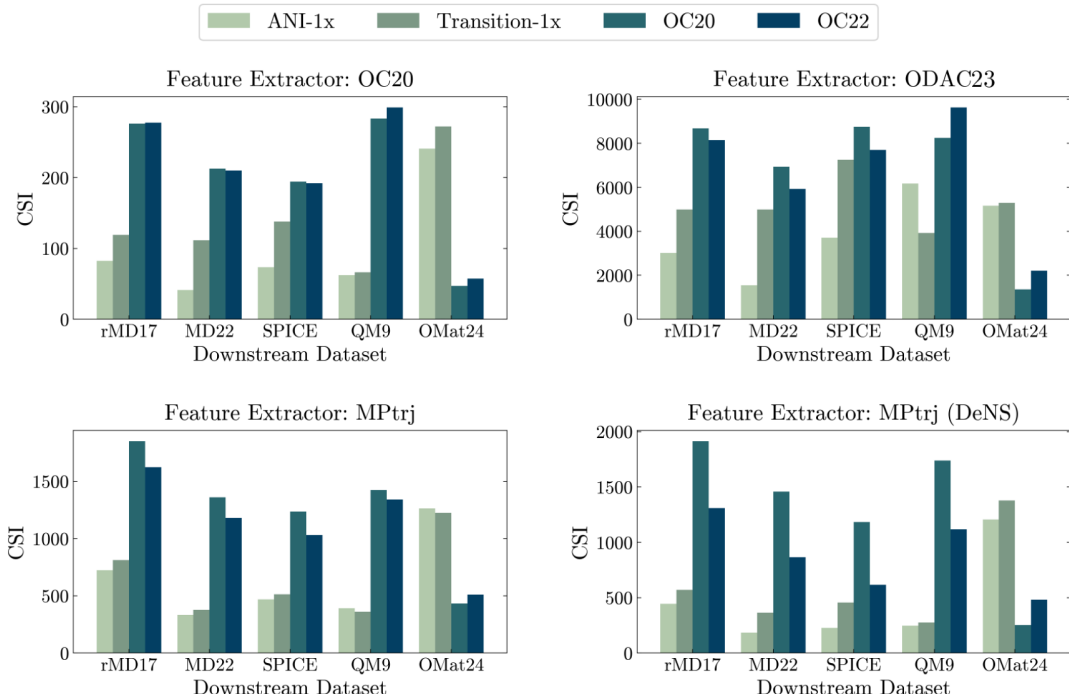 ANI-1x Transition-1x OC20 OC22
Feature Extractor: OC20
300
200
100
0
CSI
rMD17 MD22 SPICE QM9 OMat24
Downstream Dataset
Feature Extractor: ODAC23
10000
8000
6000
4000
2000
0
CSI
rMD17 MD22 SPICE QM9 OMat24
Downstream Dataset
Feature Extractor: MPtrj
1500
1000
500
0
CSI
rMD17 MD22 SPICE QM9 OMat24
Downstream Dataset
Feature Extractor: MPtrj (DeNS)
2000
1500
1000
500
0
CSI
rMD17 MD22 SPICE QM9 OMat24
Downstream Dataset